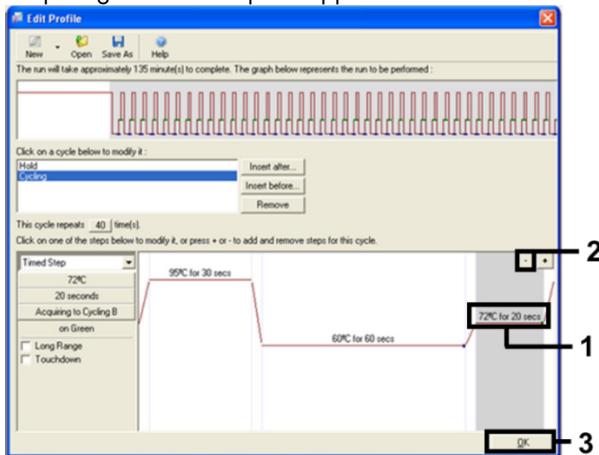 Edit Profile
New Open Save As Help
The run will take approximately 135 minute(s) to complete. The graph below represents the run to be performed :
Click on a cycle below to modify it :
Hold
Cycling
Insert after...
Insert before...
Remove
This cycle repeats 40 time(s).
Click on one of the steps below to modify it, or press + or - to add and remove steps for this cycle.
Timed Step
- + 2
72ºC
20 seconds
Acquiring to Cycling B
on Green
Long Range
Touchdown
95ºC for 30 secs
60ºC for 60 secs
72ºC for 20 secs
1
OK 3